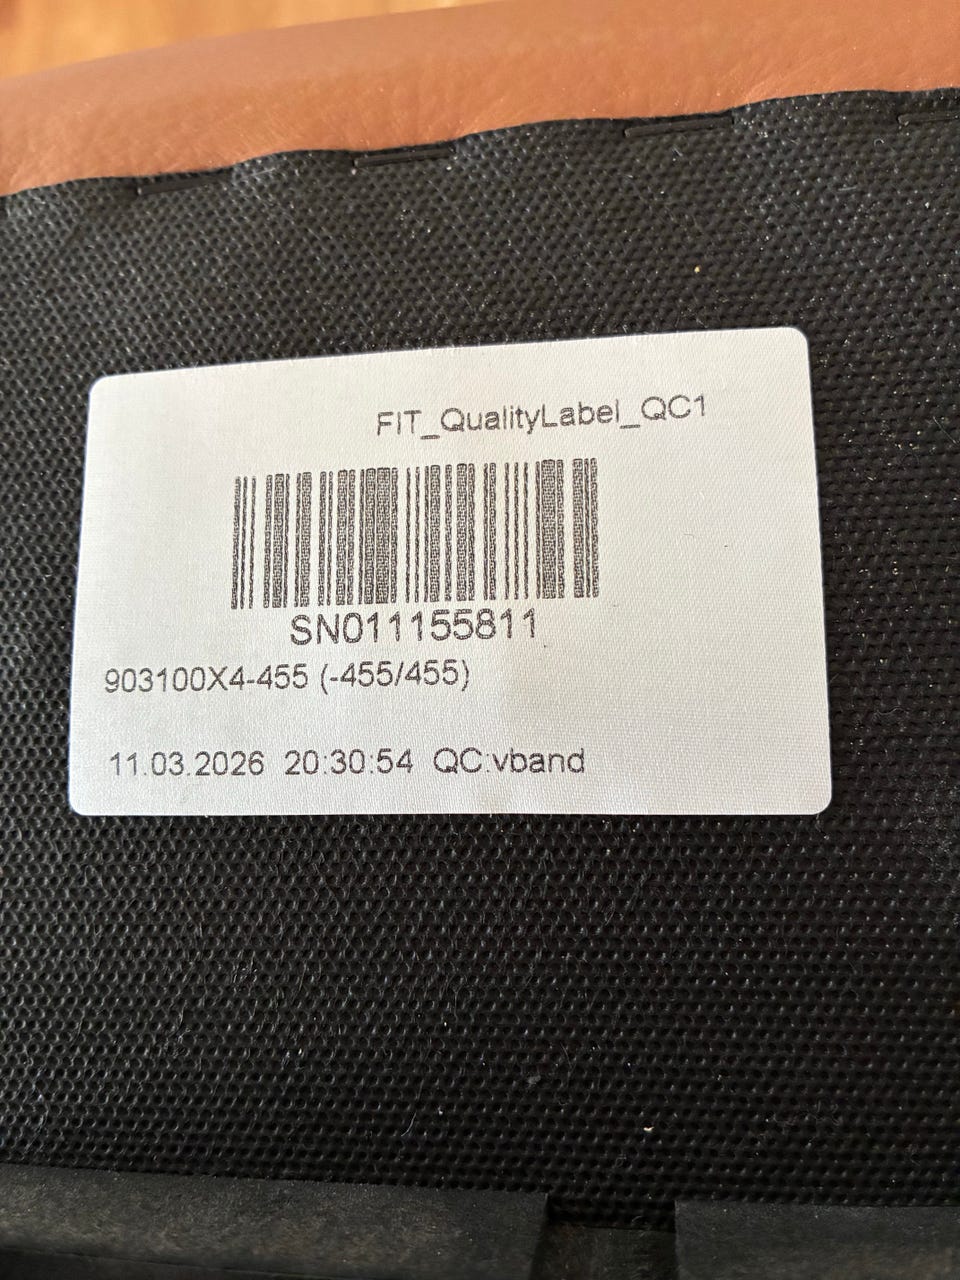 FIT_QualityLabel_QC1
SN011155811
903100X4-455 (-455/455)
11.03.2026 20:30:54 QC:vband